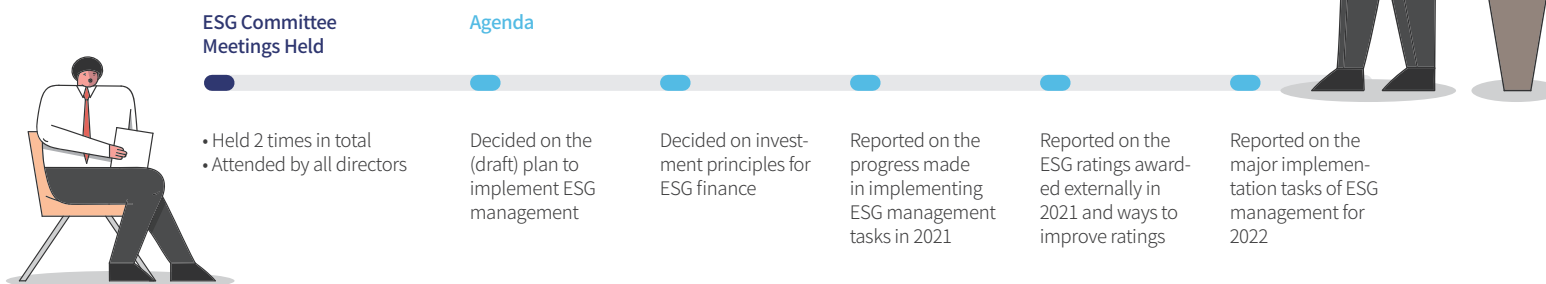 ESG Committee
Meetings Held
• Held 2 times in total
• Attended by all directors
Agenda
Decided on the
(draft) plan to
implement ESG
management
Decided on invest-
ment principles for
ESG finance
Reported on the
progress made
in implementing
ESG management
tasks in 2021
Reported on the
ESG ratings award-
ed externally in
2021 and ways to
improve ratings
Reported on the
major implemen-
tation tasks of ESG
management for
2022